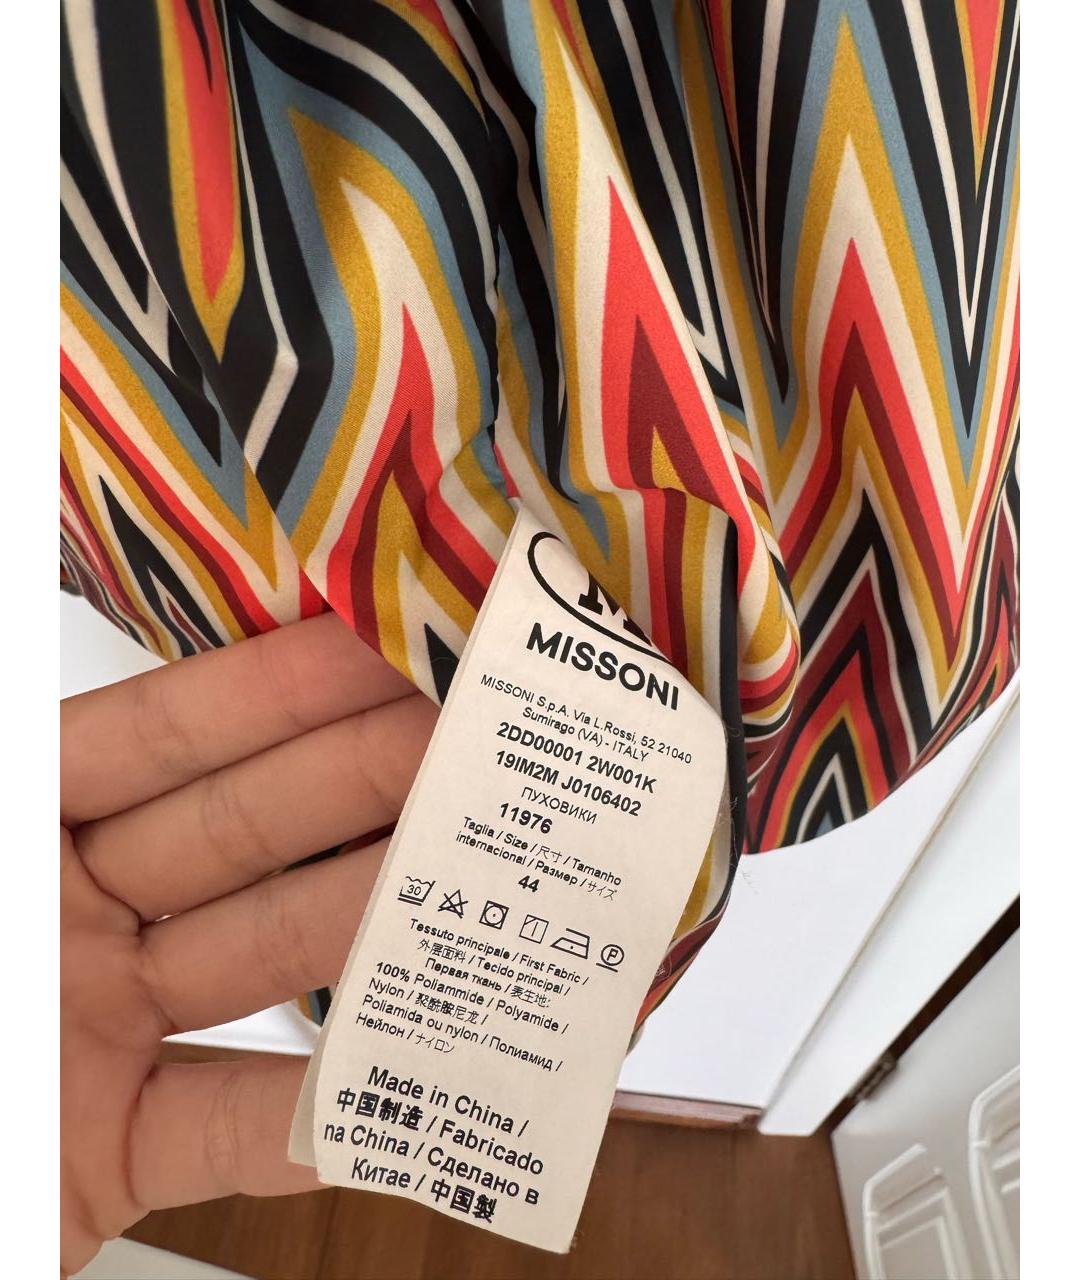 M
MISSONI
MISSONI S.p.A. Via L.Rossi, 52 21040
Sumirago (VA) - ITALY
2DD00001 2W001K
19IM2M J0106402
ПУХОВИКИ
11976
Taglia / Size / 尺寸 / Tamanho
internacional / Размер / サイズ
44
30
P
Tessuto principale / First Fabric /
外层面料 / Tecido principal /
Первая ткань / 表生地:
100% Poliammide / Polyamide /
Nylon / 聚酰胺尼龙 /
Poliamida ou nylon / Полиамид /
Нейлон / ナイロン
Made in China /
中国制造 / Fabricado
na China / Сделано в
Китае / 中国製